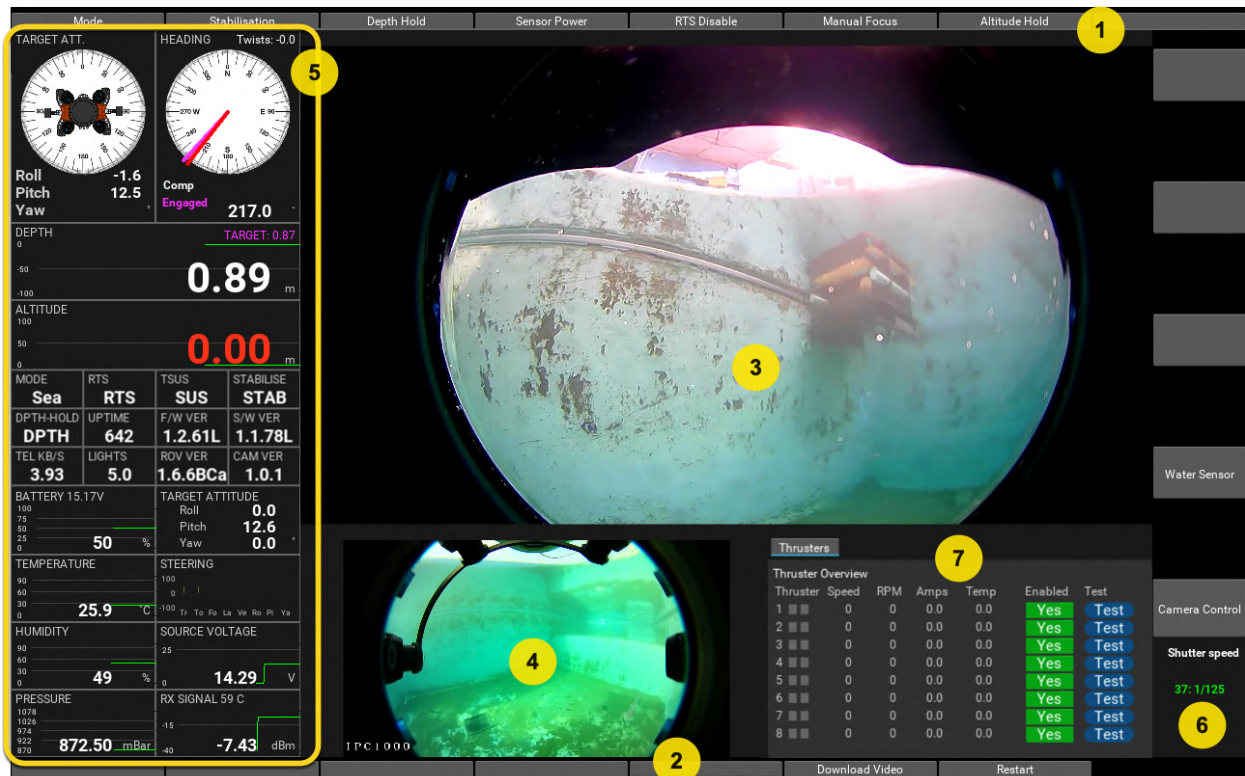 Mode Stabilisation Depth Hold Sensor Power RTS Disable Manual Focus Altitude Hold
1
TARGET ATT.
HEADING Twists: -0.0
5
Roll -1.6
Pitch 12.5
Yaw °
Comp
Engaged
217.0 °
DEPTH TARGET: 0.87
0
-50
-100
0.89 m
ALTITUDE
100
50
0
0.00 m
3
MODE RTS TSUS STABILISE
Sea RTS SUS STAB
DPTH-HOLD UPTIME F/W VER S/W VER
DPTH 642 1.2.61L 1.1.78L
TEL KB/S LIGHTS ROV VER CAM VER
3.93 5.0 1.6.6BCa 1.0.1
Water Sensor
BATTERY 15.17V
100
75
50
25
0
50 %
TARGET ATTITUDE
Roll 0.0
Pitch 12.6
Yaw 0.0 °
TEMPERATURE
90
60
30
0
25.9 °C
STEERING
100
0
-100
Tr To Fo La Ve Ro Pi Ya
HUMIDITY
90
60
30
0
49 %
SOURCE VOLTAGE
25
0
14.29 V
PRESSURE
1078
1026
974
922
870
872.50 mBar
RX SIGNAL 59 C
-15
-40
-7.43 dBm
4
IPC1000
Thrusters
7
Thruster Overview
Thruster Speed RPM Amps Temp Enabled Test
1 0 0 0.0 0.0 Yes Test
2 0 0 0.0 0.0 Yes Test
3 0 0 0.0 0.0 Yes Test
4 0 0 0.0 0.0 Yes Test
5 0 0 0.0 0.0 Yes Test
6 0 0 0.0 0.0 Yes Test
7 0 0 0.0 0.0 Yes Test
8 0 0 0.0 0.0 Yes Test
Camera Control
Shutter speed
37: 1/125
6
2
Download Video Restart